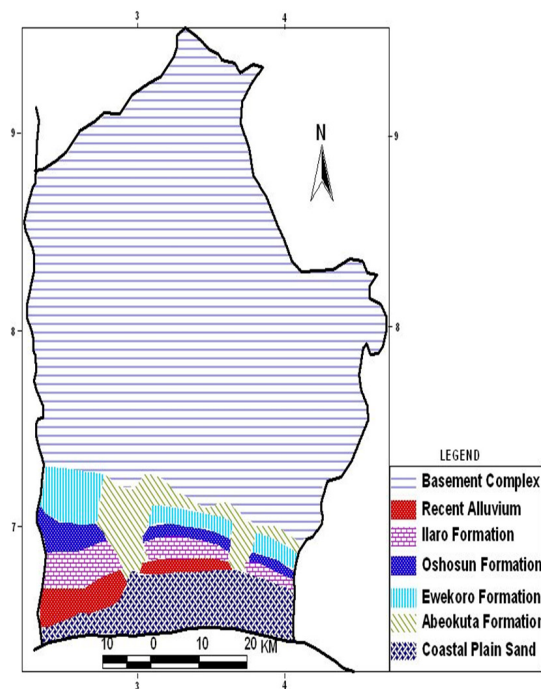 3 4
9 9
N
8 8
LEGEND
Basement Complex
Recent Alluvium
Ilaro Formation
7
Oshosun Formation
Ewekoro Formation
Abeokuta Formation
Coastal Plain Sand
10 0 10 20 KM
3 4